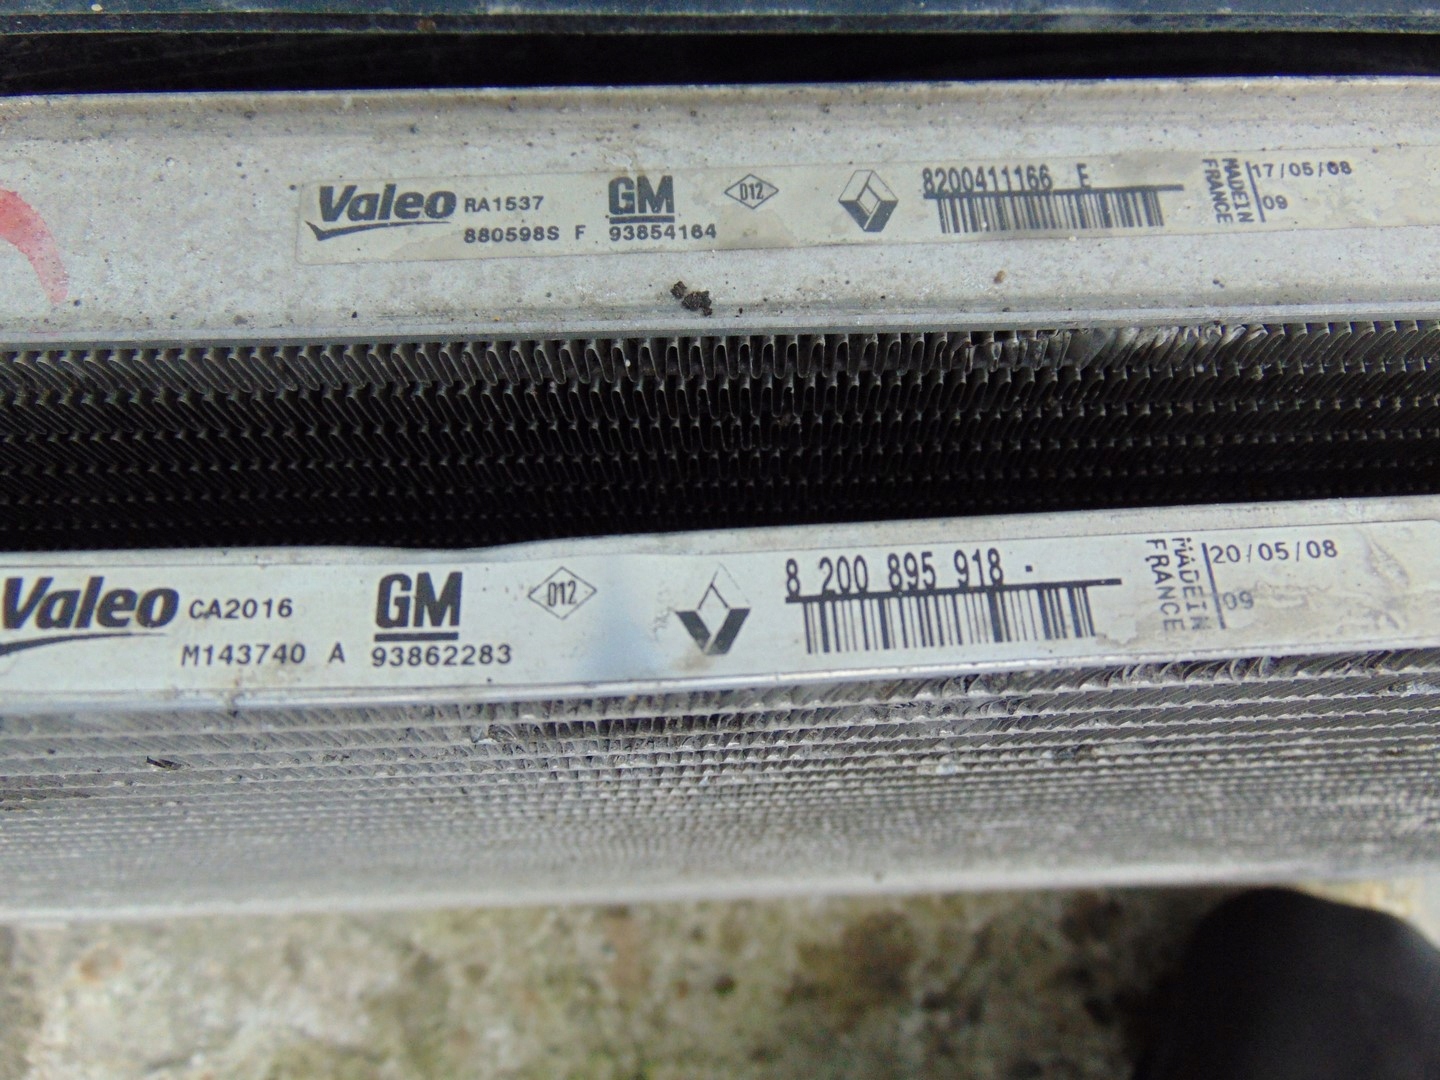 Valeo RA1537 GM 012 8200411166 E MADE IN FRANCE 17/05/08
880598S F 93854164 09
Valeo CA2016 GM 012 8 200 895 918 - MADE IN FRANCE 20/05/08
M143740 A 93862283 09